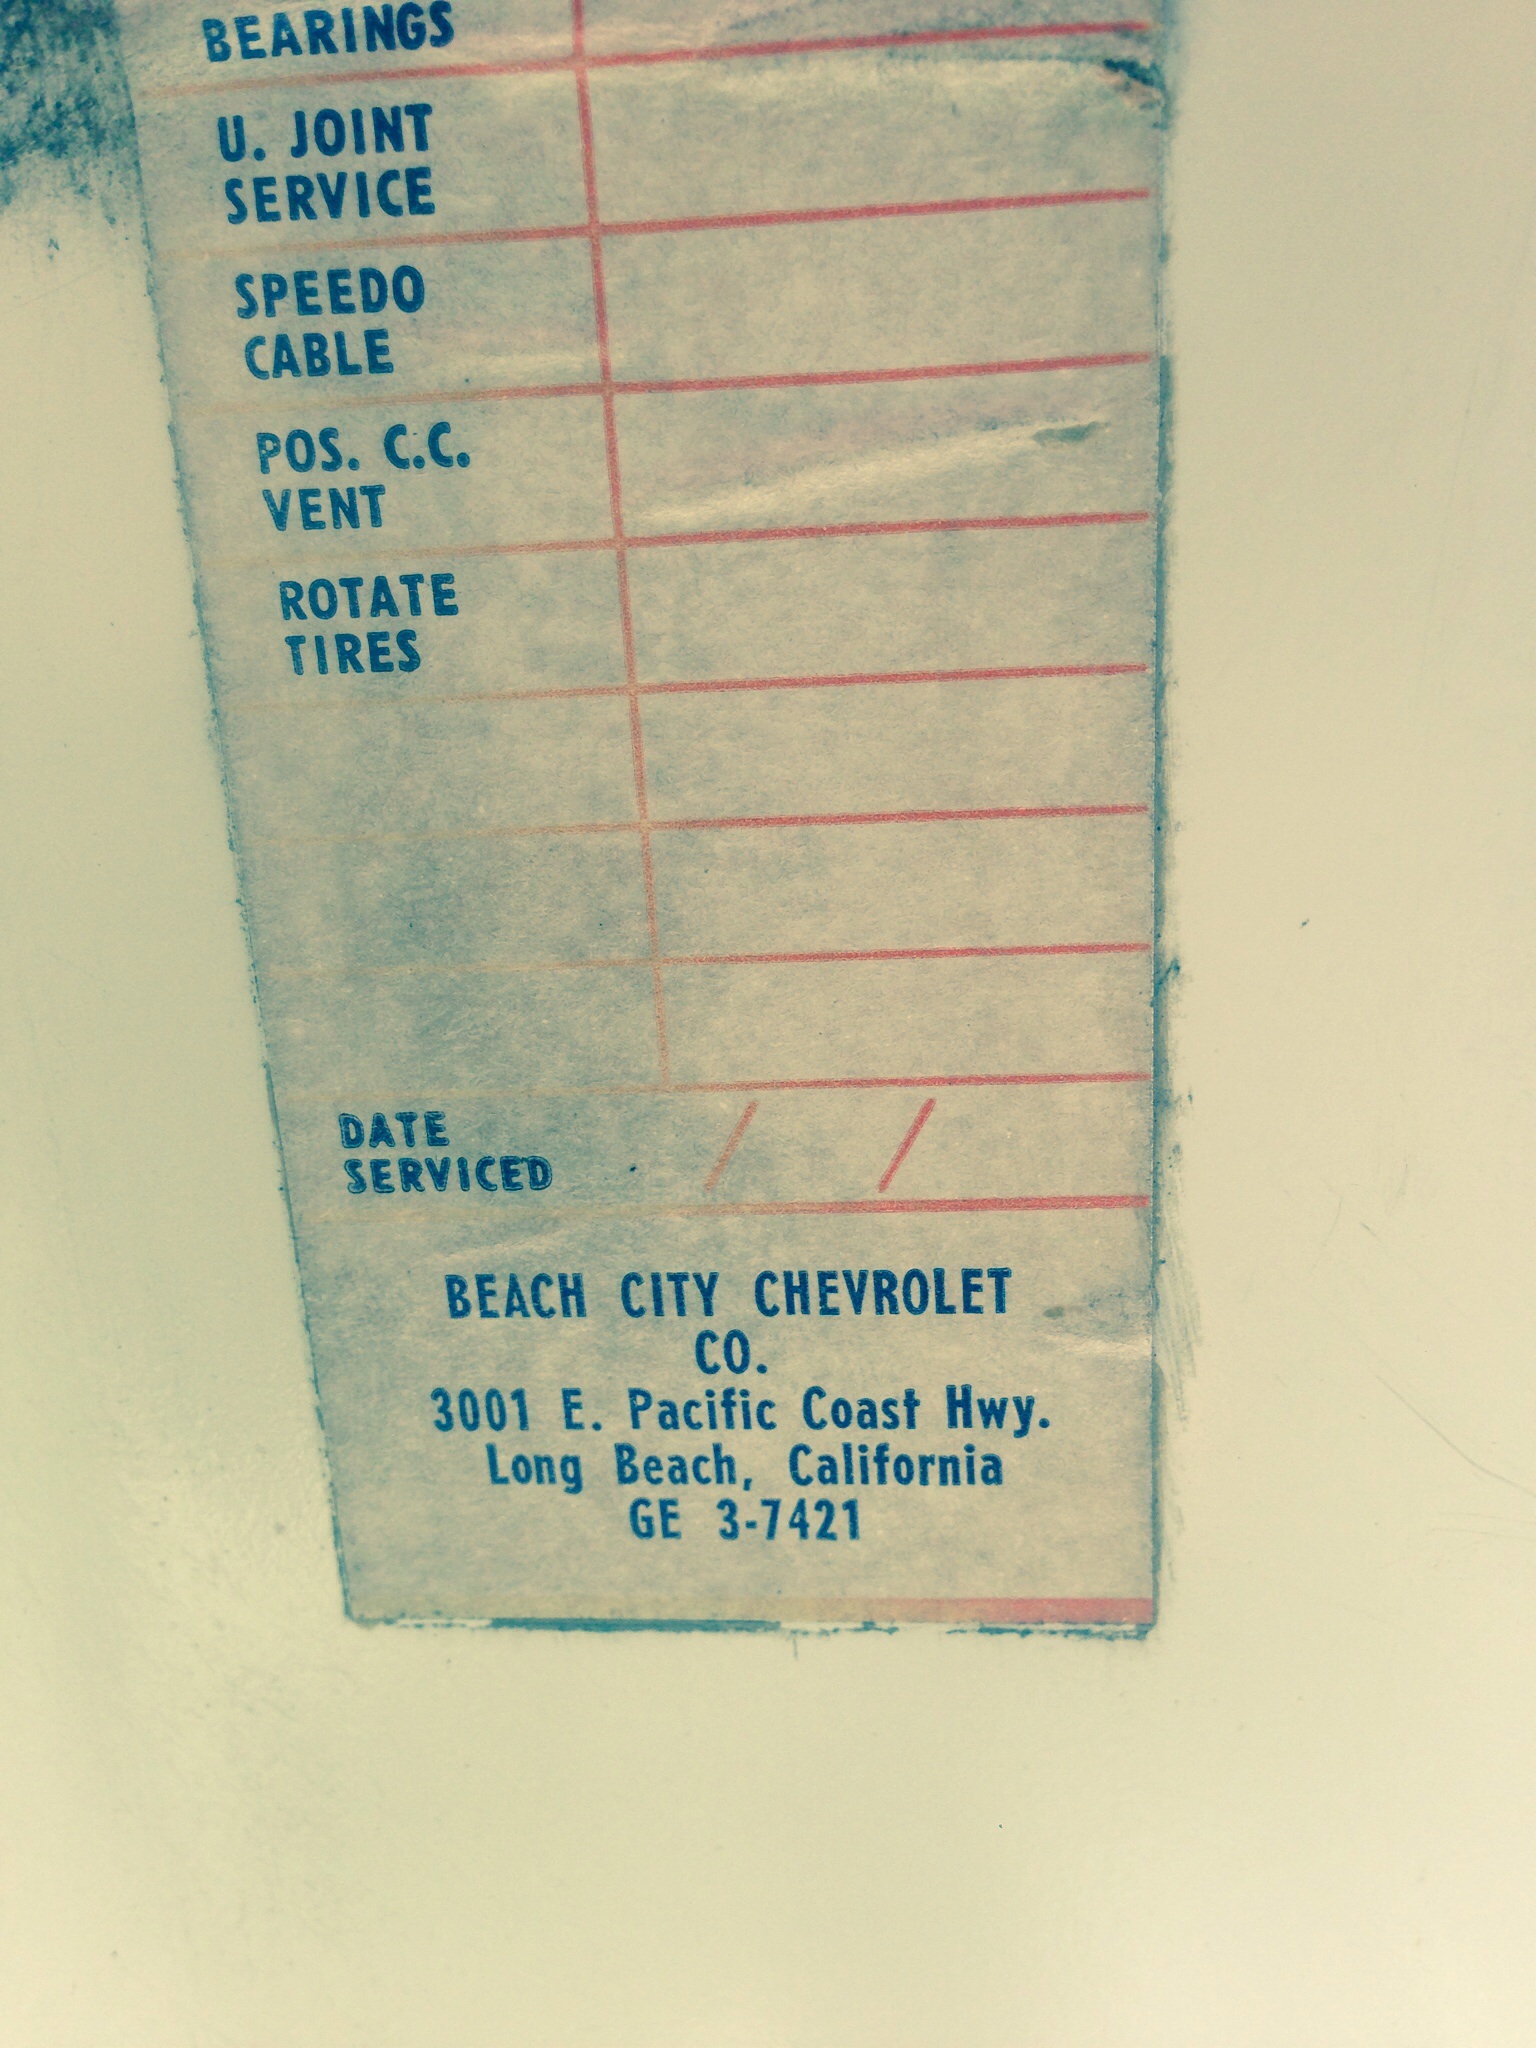 BEARINGS
U. JOINT
SERVICE
SPEEDO
CABLE
POS. C.C.
VENT
ROTATE
TIRES
DATE
SERVICED / /
BEACH CITY CHEVROLET
CO.
3001 E. Pacific Coast Hwy.
Long Beach, California
GE 3-7421